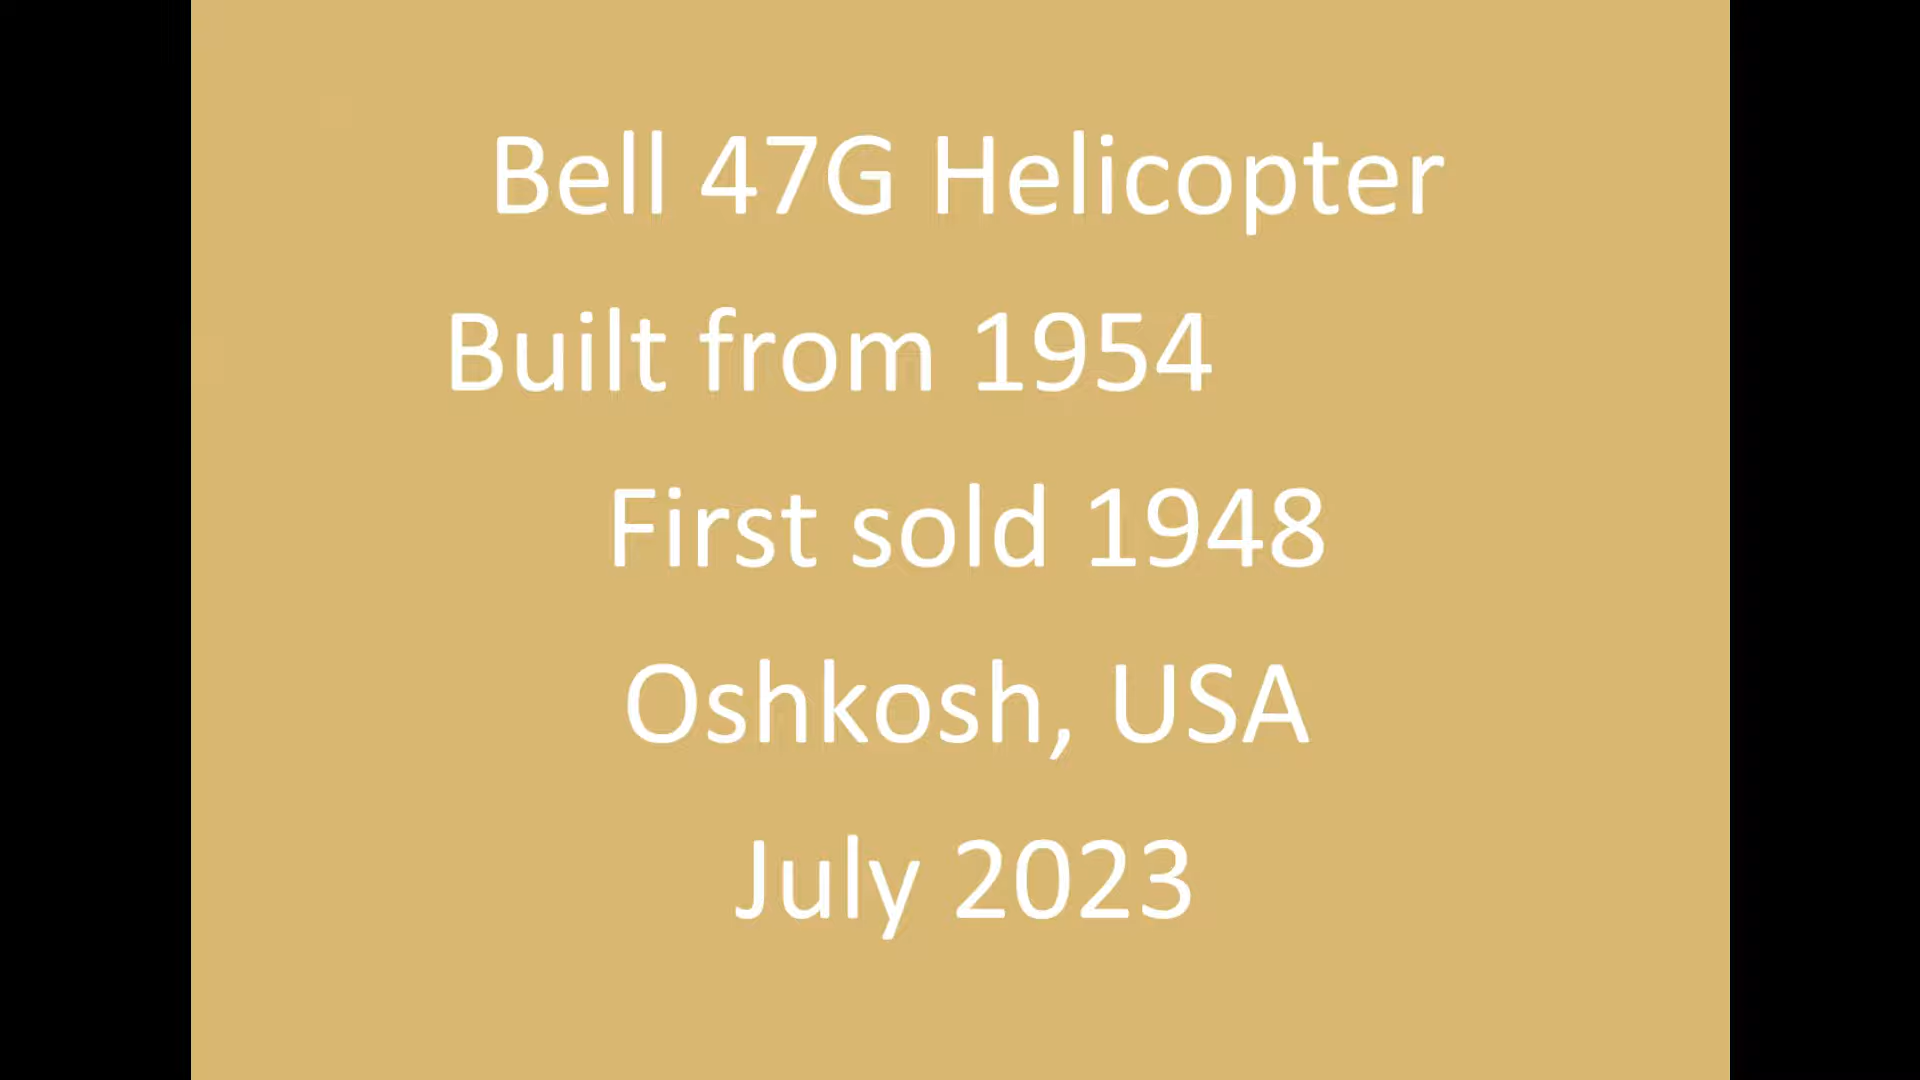 Bell 47G Helicopter
Built from 1954
First sold 1948
Oshkosh, USA
July 2023